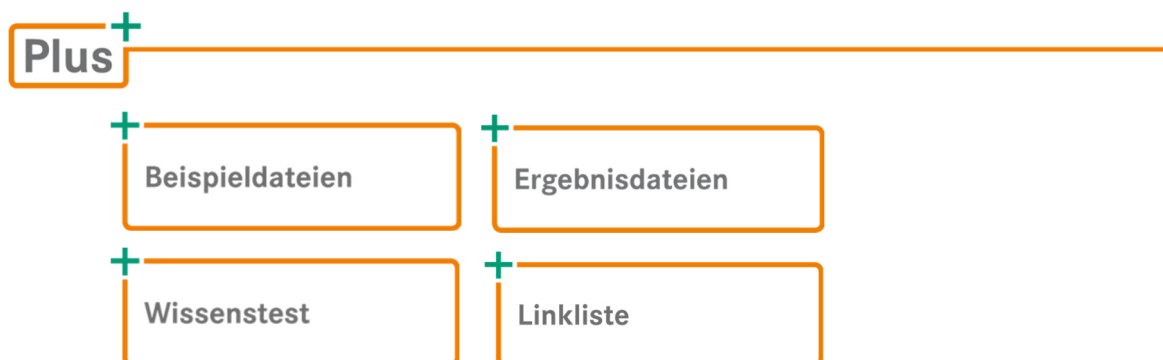 Plus
Beispieldateien
Ergebnisdateien
Wissenstest
Linkliste